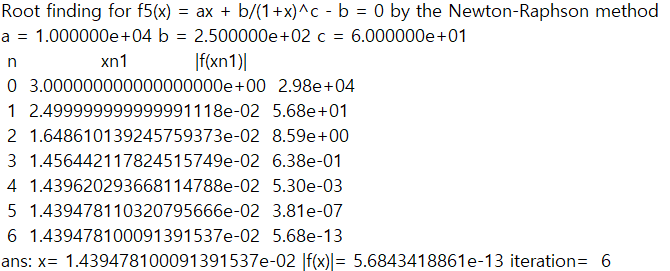 Root finding for f5(x) = ax + b/(1+x)^c - b = 0 by the Newton-Raphson method
a = 1.000000e+04 b = 2.500000e+02 c = 6.000000e+01
n xn1 |f(xn1)|
0 3.000000000000000000e+00 2.98e+04
1 2.499999999999991118e-02 5.68e+01
2 1.648610139245759373e-02 8.59e+00
3 1.456442117824515749e-02 6.38e-01
4 1.439620293668114788e-02 5.30e-03
5 1.439478110320795666e-02 3.81e-07
6 1.439478100091391537e-02 5.68e-13
ans: x= 1.439478100091391537e-02 |f(x)|= 5.6843418861e-13 iteration= 6